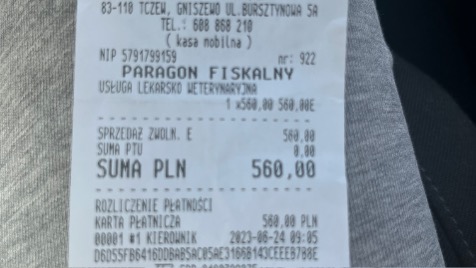 83-110 TCZEW, GNISZEWO UL.BURSZTYNOWA 5A
TEL.: 608 868 210
( kasa mobilna )
NIP 5791799159 nr: 922
PARAGON FISKALNY
USŁUGA LEKARSKO WETERYNARYJNA
1 x560,00 560,00E
SPRZEDAŻ ZWOLN. E 560,00
SUMA PTU 0,00
SUMA PLN 560,00
ROZLICZENIE PŁATNOŚCI
KARTA PŁATNICZA 560,00 PLN
00001 #1 KIEROWNIK 2023-06-24 09:05